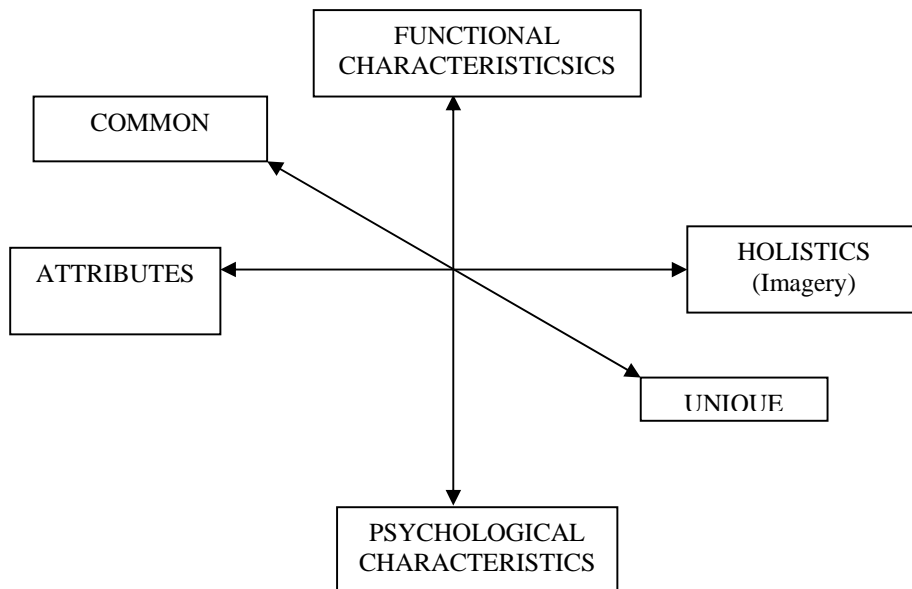 FUNCTIONAL
CHARACTERISTICSICS
COMMON
ATTRIBUTES
HOLISTICS
(Imagery)
UNIQUE
PSYCHOLOGICAL
CHARACTERISTICS